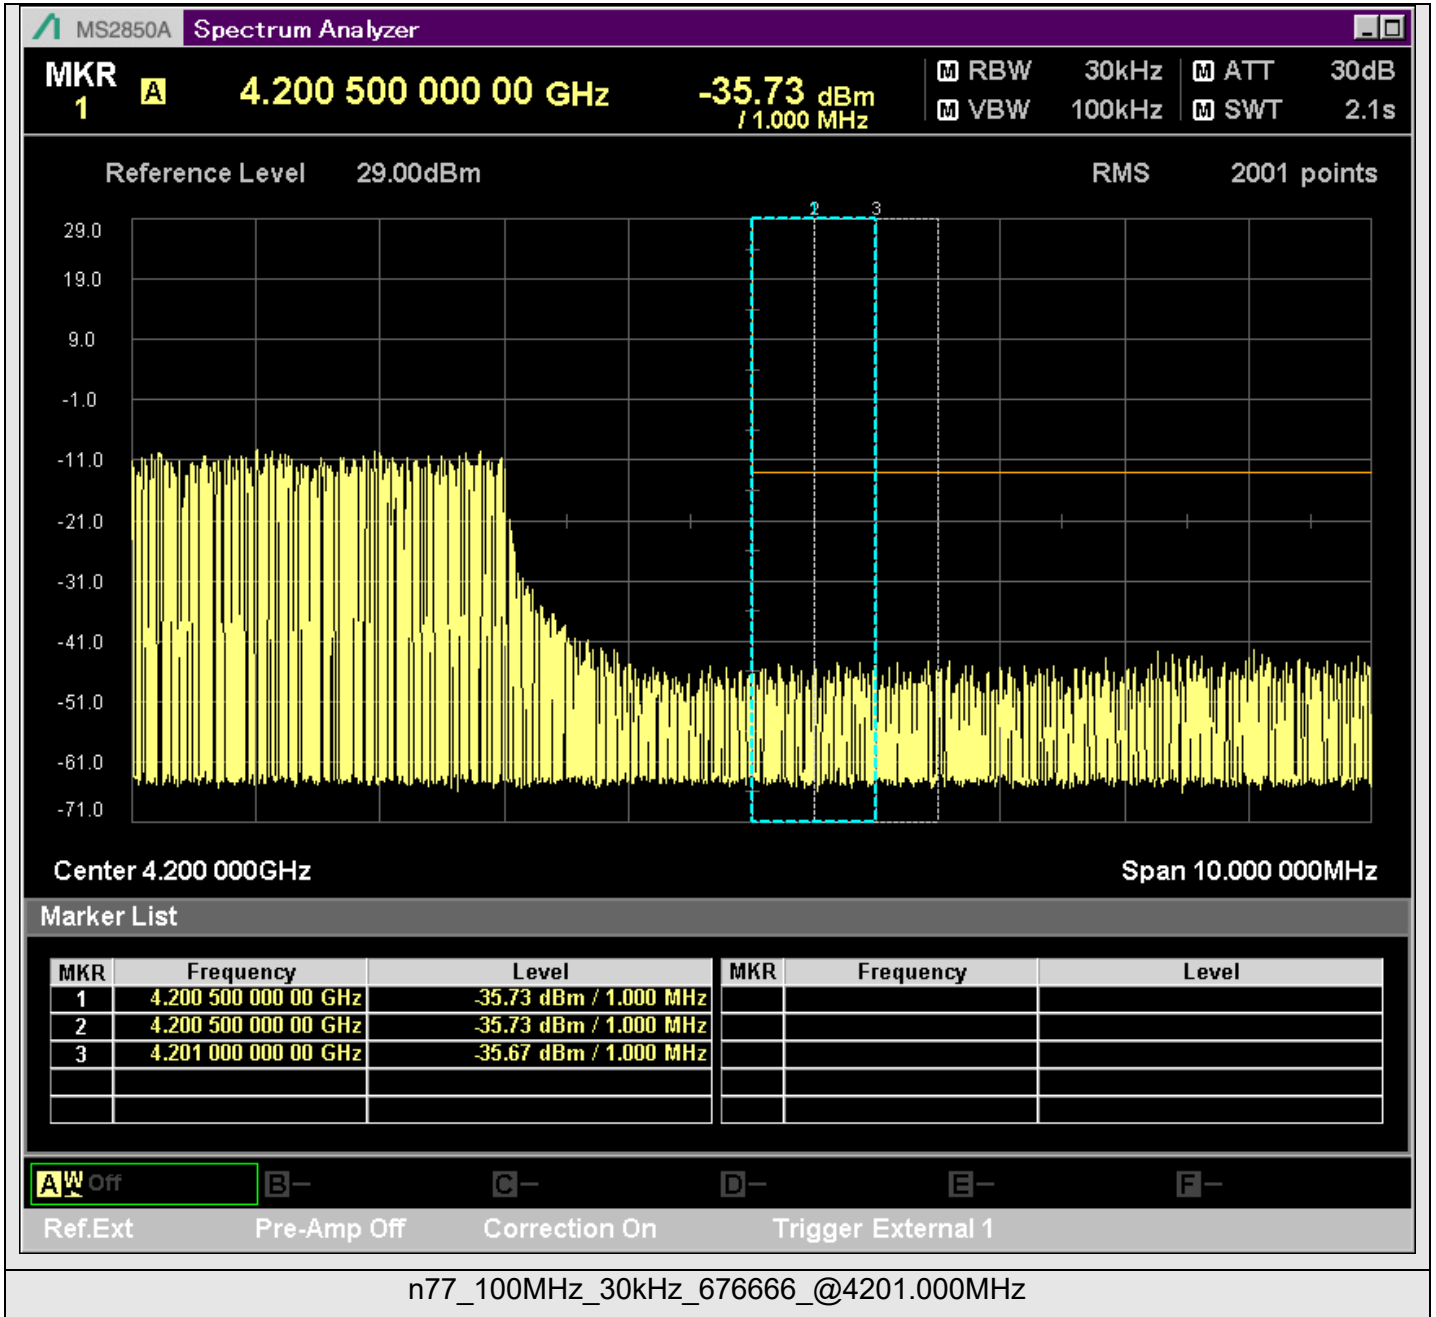 MS2850A Spectrum Analyzer
MKR 1 A 4.200 500 000 00 GHz -35.73 dBm / 1.000 MHz
M RBW 30kHz M ATT 30dB
M VBW 100kHz M SWT 2.1s
Reference Level 29.00dBm RMS 2001 points
2 3
29.0
19.0
9.0
-1.0
-11.0
-21.0
-31.0
-41.0
-51.0
-61.0
-71.0
Center 4.200 000GHz Span 10.000 000MHz
Marker List
MKR Frequency Level MKR Frequency Level
1 4.200 500 000 00 GHz -35.73 dBm / 1.000 MHz
2 4.200 500 000 00 GHz -35.73 dBm / 1.000 MHz
3 4.201 000 000 00 GHz -35.67 dBm / 1.000 MHz
A W Off B — C — D — E — F —
Ref.Ext Pre-Amp Off Correction On Trigger External 1
n77_100MHz_30kHz_676666_@4201.000MHz